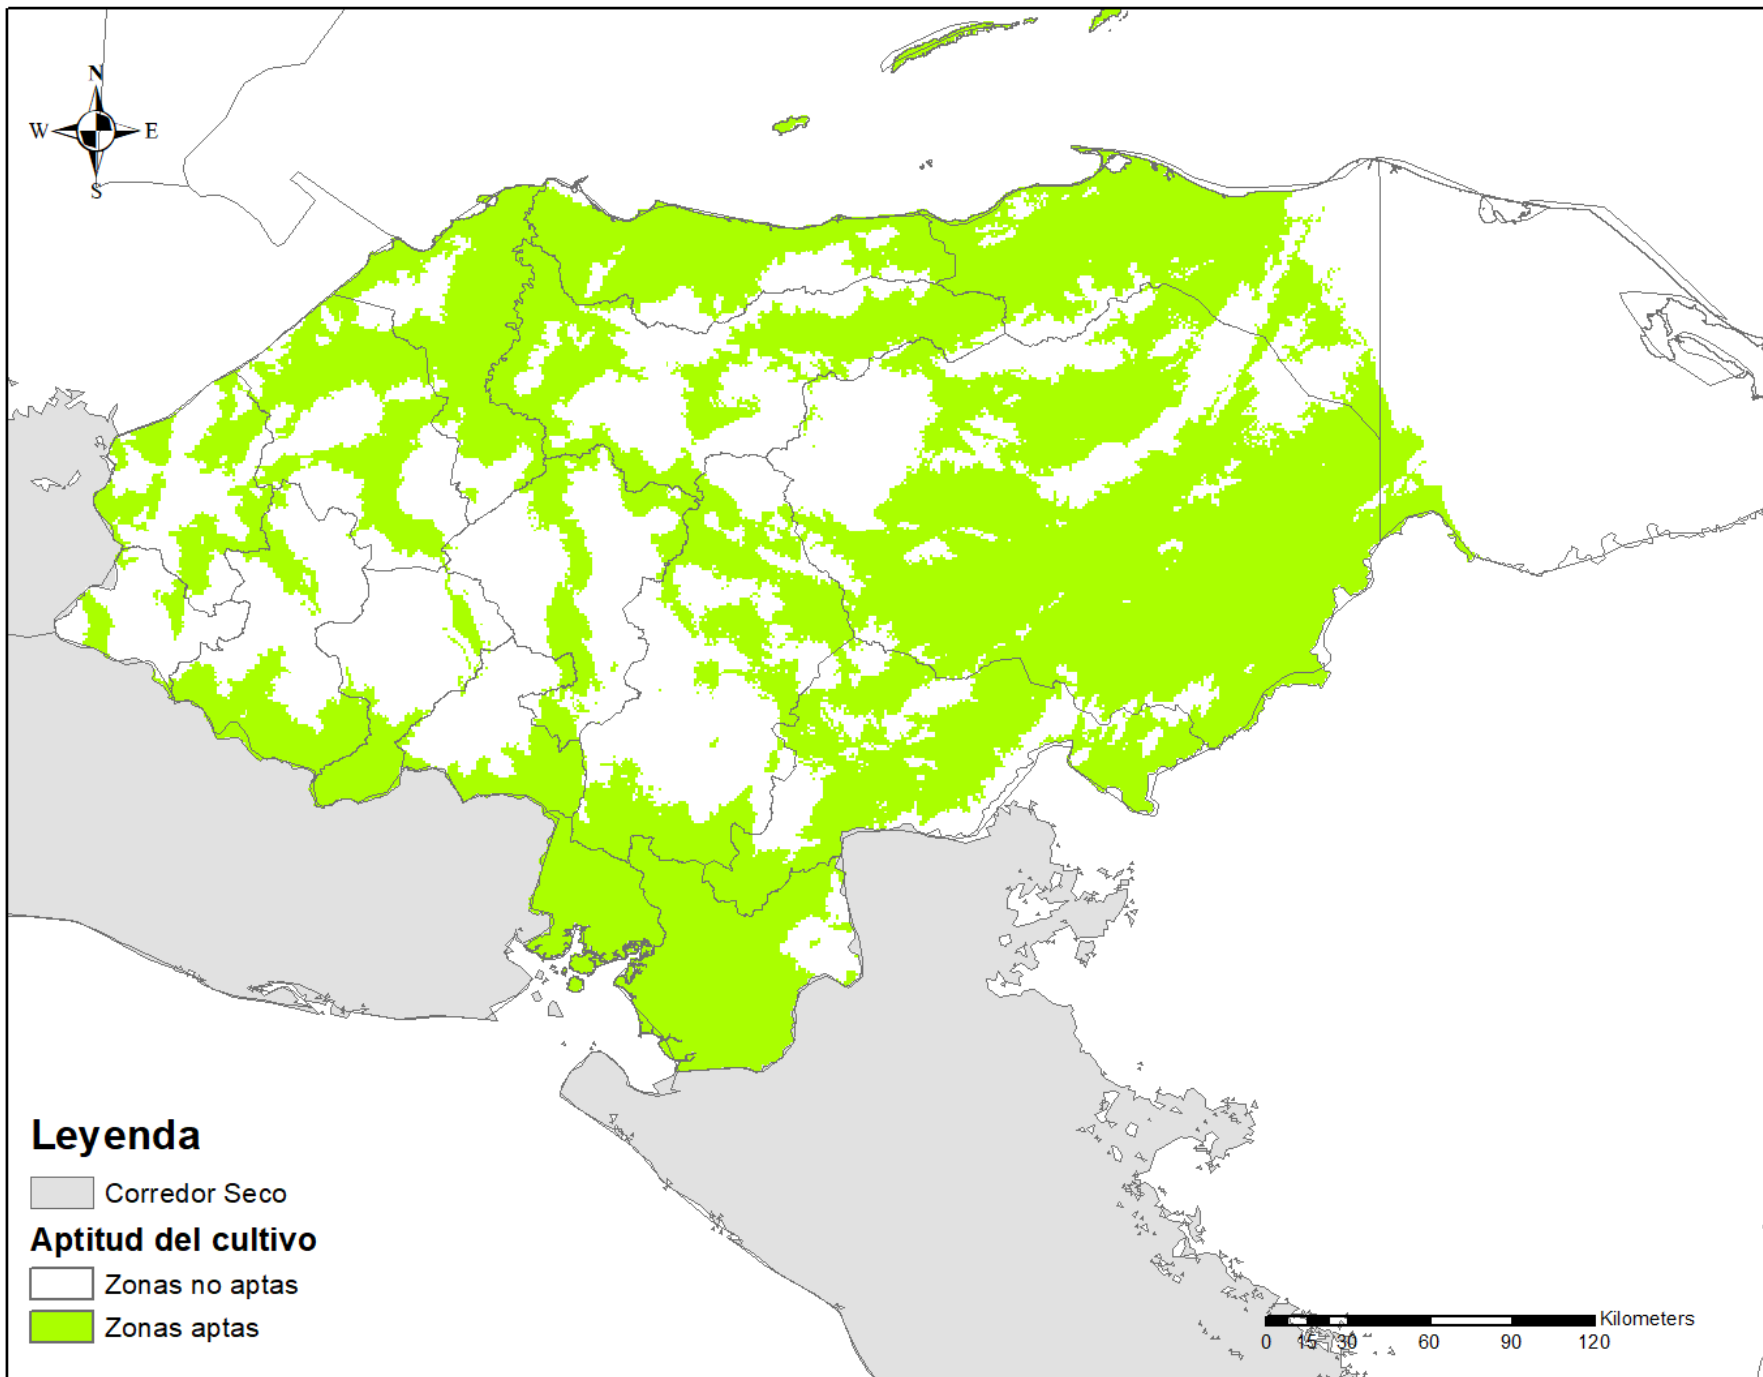 N
W E
S
Leyenda
Corredor Seco
Aptitud del cultivo
Zonas no aptas
Zonas aptas
Kilometers
0 15 30 60 90 120